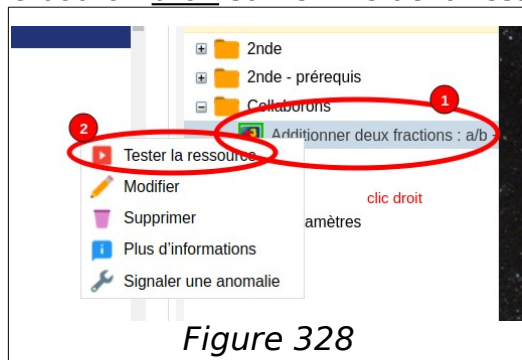 2nde
2nde - prérequis
1
Collaborons
2
Additionner deux fractions : a/b
Tester la ressource
Modifier
clic droit
Supprimer
amètres
Plus d'informations
Signaler une anomalie
Figure 328